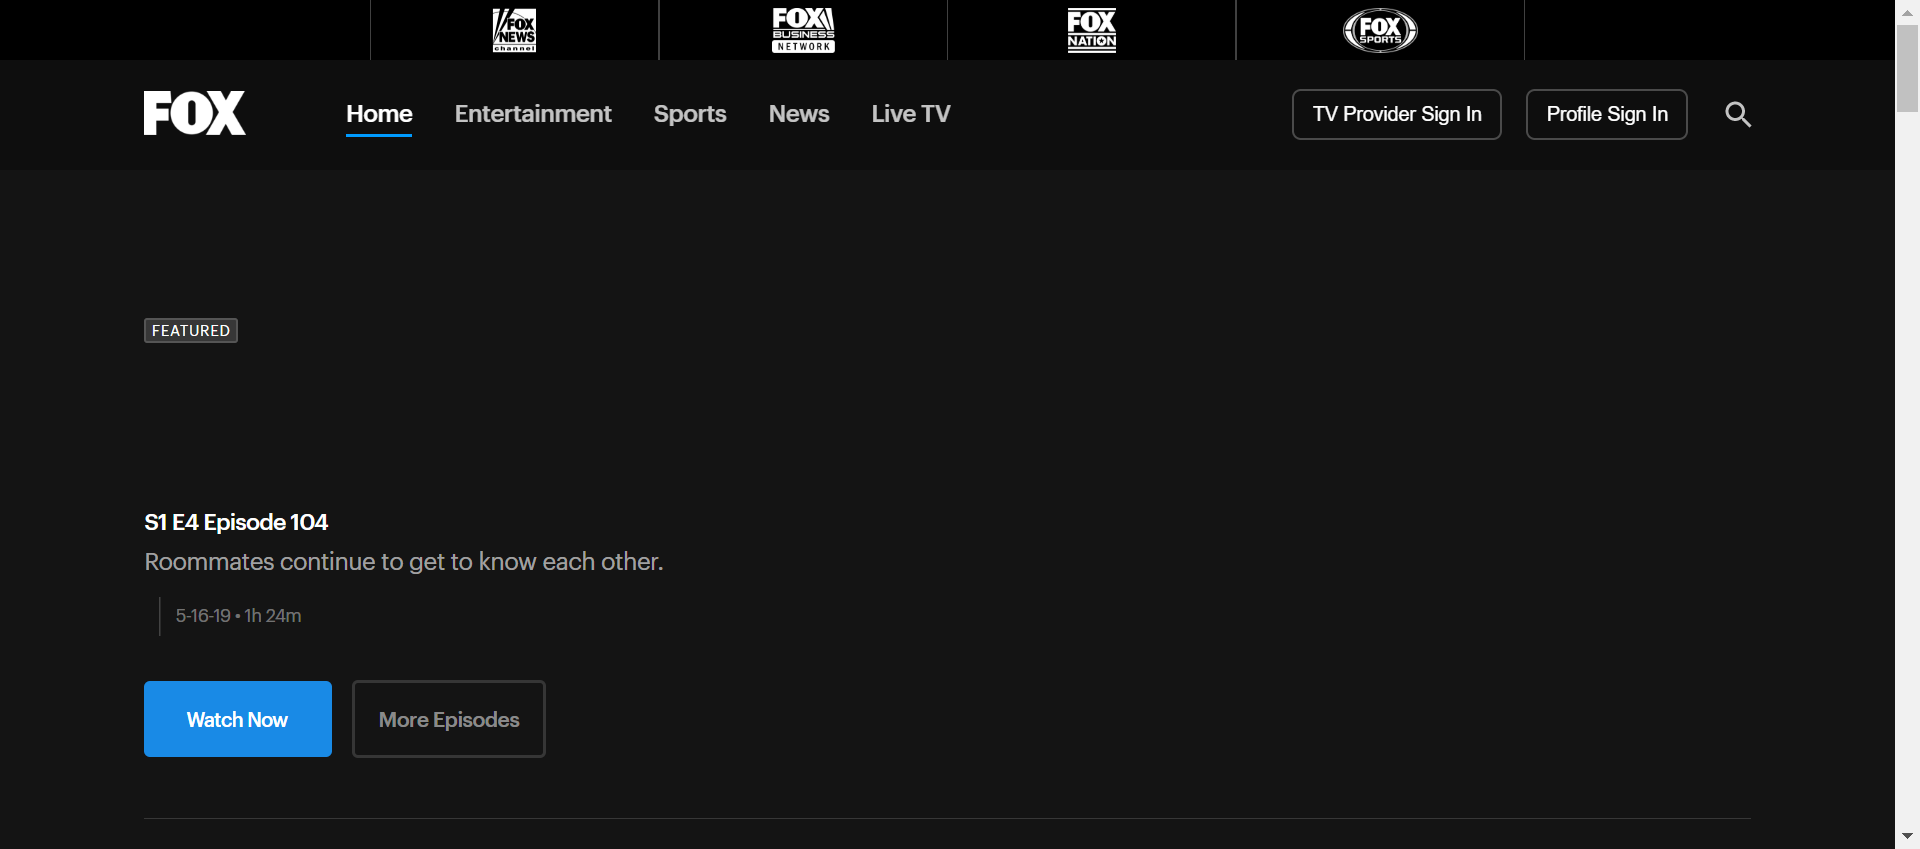 FOX NEWS channel
FOX BUSINESS NETWORK
FOX NATION
FOX SPORTS
FOX
Home
Entertainment
Sports
News
Live TV
TV Provider Sign In
Profile Sign In
FEATURED
S1 E4 Episode 104
Roommates continue to get to know each other.
5-16-19 • 1h 24m
Watch Now
More Episodes